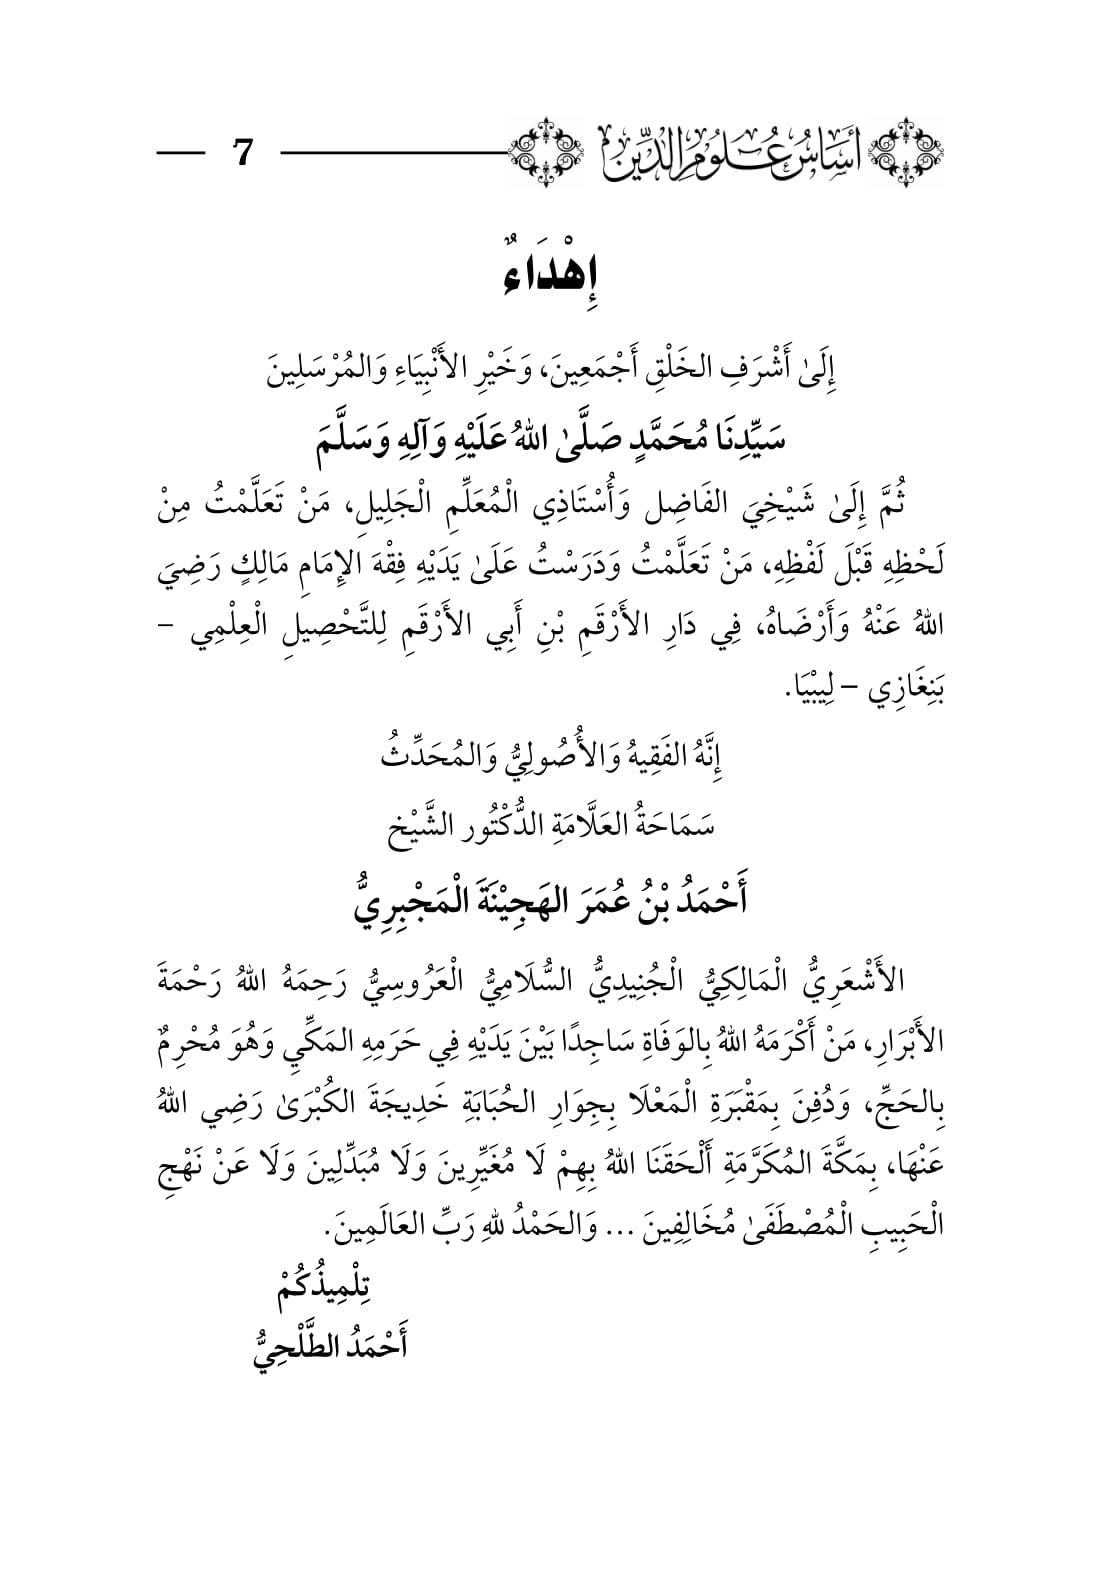 أَسَاسُ عُلُومِ الدِّينِ 7
إِهْدَاءٌ
إِلَىٰ أَشْرَفِ الخَلْقِ أَجْمَعِينَ، وَخَيْرِ الأَنْبِيَاءِ وَالمُرْسَلِينَ
سَيِّدِنَا مُحَمَّدٍ صَلَّىٰ اللهُ عَلَيْهِ وَآلِهِ وَسَلَّمَ
ثُمَّ إِلَىٰ شَيْخِيَ الفَاضِل وَأُسْتَاذِي الْمُعَلِّمِ الْجَلِيلِ، مَنْ تَعَلَّمْتُ مِنْ
لَحْظِهِ قَبْلَ لَفْظِهِ، مَنْ تَعَلَّمْتُ وَدَرَسْتُ عَلَىٰ يَدَيْهِ فِقْهَ الإِمَامِ مَالِكٍ رَضِيَ
اللهُ عَنْهُ وَأَرْضَاهُ، فِي دَارِ الأَرْقَمِ بْنِ أَبِي الأَرْقَمِ لِلتَّحْصِيلِ الْعِلْمِي –
بَنِغَازِي – لِيبْيَا.
إِنَّهُ الفَقِيهُ وَالأُصُولِيُّ وَالمُحَدِّثُ
سَمَاحَةُ العَلَّامَةِ الدُّكْتُور الشَّيْخ
أَحْمَدُ بْنُ عُمَرَ الهَجِيْنَةَ الْمَجْبِرِيُّ
الأَشْعَرِيُّ الْمَالِكِيُّ الْجُنِيدِيُّ السُّلَامِيُّ الْعَرُوسِيُّ رَحِمَهُ اللهُ رَحْمَةَ
الأَبْرَارِ، مَنْ أَكْرَمَهُ اللهُ بِالوَفَاةِ سَاجِدًا بَيْنَ يَدَيْهِ فِي حَرَمِهِ المَكِّي وَهُوَ مُحْرِمٌ
بِالحَجِّ، وَدُفِنَ بِمَقْبَرَةِ الْمَعْلَا بِجِوَارِ الحُبَابَةِ خَدِيجَةَ الكُبْرَىٰ رَضِي اللهُ
عَنْهَا، بِمَكَّةَ المُكَرَّمَةِ أَلْحَقَنَا اللهُ بِهِمْ لَا مُغَيِّرِينَ وَلَا مُبَدِّلِينَ وَلَا عَنْ نَهْجِ
الْحَبِيبِ الْمُصْطَفَىٰ مُخَالِفِينَ ... وَالحَمْدُ لِلهِ رَبِّ العَالَمِينَ.
تِلْمِيذُكُمْ
أَحْمَدُ الطَّلْحِيُّ